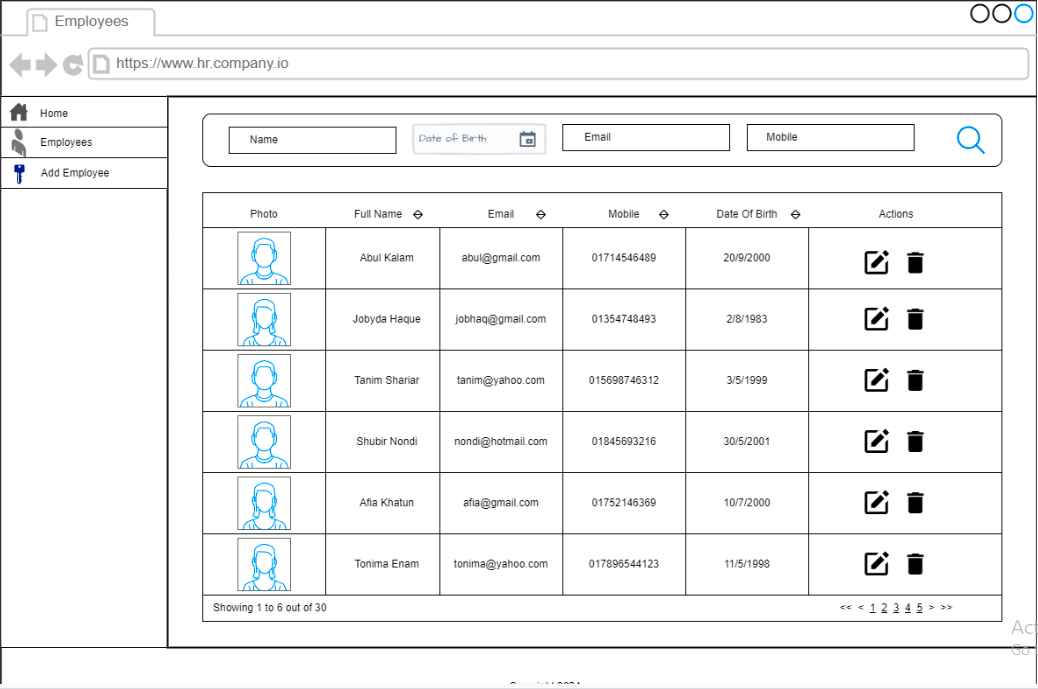 Employees
https://www.hr.company.io
Home
Employees
Add Employee
Name Date of Birth Email Mobile
Photo Full Name Email Mobile Date Of Birth Actions
Abul Kalam abul@gmail.com 01714546489 20/9/2000
Jobyda Haque jobhaq@gmail.com 01354748493 2/8/1983
Tanim Shariar tanim@yahoo.com 015698746312 3/5/1999
Shubir Nondi nondi@hotmail.com 01845693216 30/5/2001
Afia Khatun afia@gmail.com 01752146369 10/7/2000
Tonima Enam tonima@yahoo.com 017896544123 11/5/1998
Showing 1 to 6 out of 30 << < 1 2 3 4 5 > >>
Go